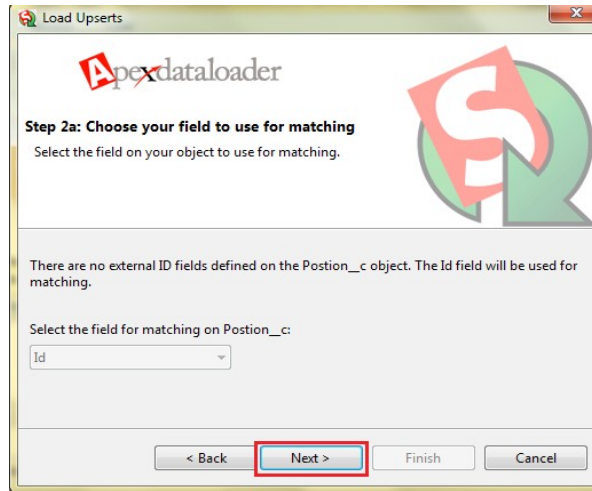 Load Upserts
Apexdataloader
Step 2a: Choose your field to use for matching
Select the field on your object to use for matching.
There are no external ID fields defined on the Postion__c object. The Id field will be used for
matching.
Select the field for matching on Postion__c:
Id
< Back Next > Finish Cancel